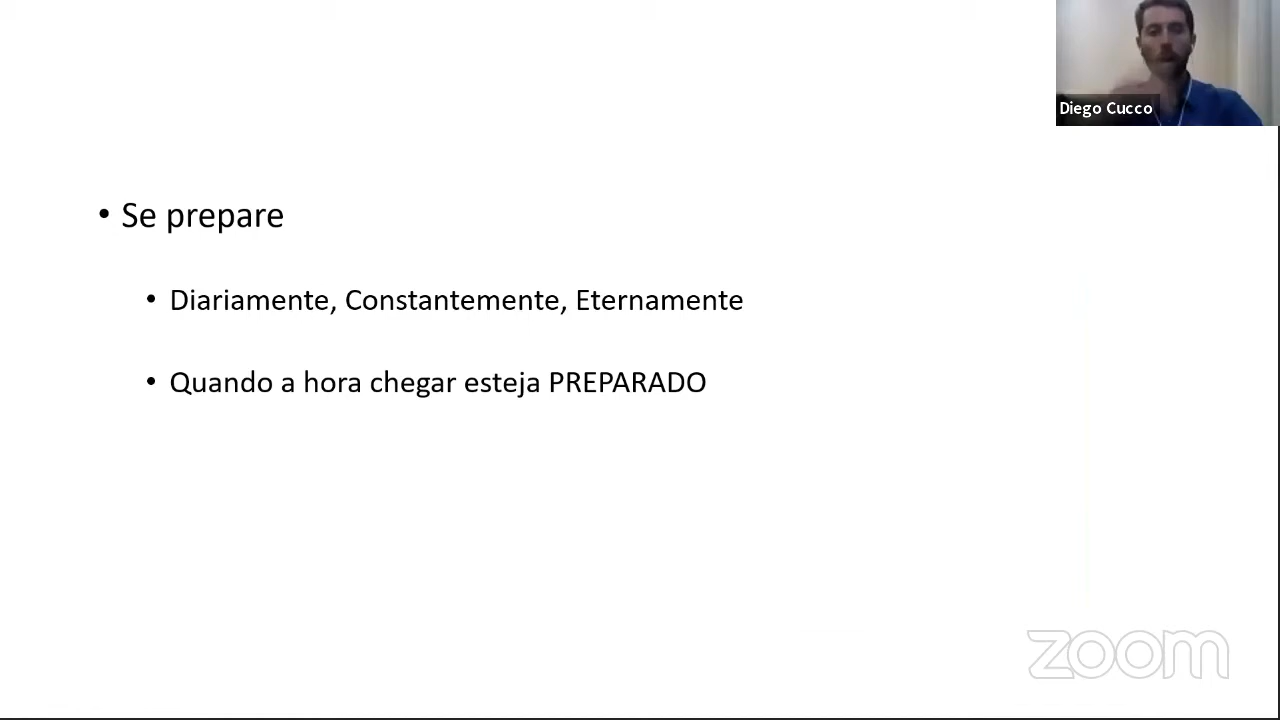 Diego Cucco
• Se prepare
• Diariamente, Constantemente, Eternamente
• Quando a hora chegar esteja PREPARADO
zoom